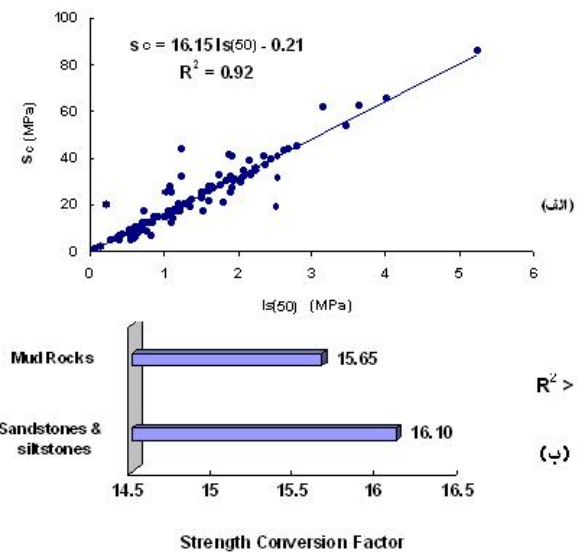 sc = 16.15 Is(50) - 0.21
R² = 0.92
100
80
60
40
20
0
Sc (MPa)
0 1 2 3 4 5 6
Is(50) (MPa)
(الف)
Mud Rocks
15.65
R² >
Sandstones &
siltstones
16.10
(ب)
14.5 15 15.5 16 16.5
Strength Conversion Factor